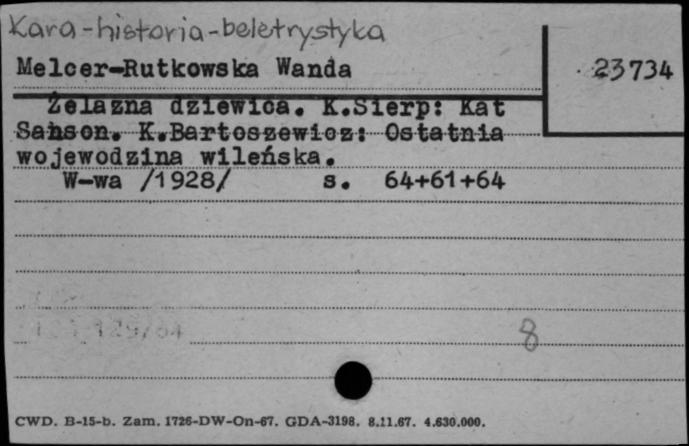 Kara-historia-beletrystyka
Melcer-Rutkowska Wanda
23734
Żelazna dziewica. K.Sierp: Kat
Sanson. K.Bartoszewicz: Ostatnia
wojewodzina wileńska.
W-wa /1928/ s. 64+61+64
8
CWD. B-15-b. Zam. 1726-DW-On-67. GDA-3198. 8.11.67. 4.630.000.